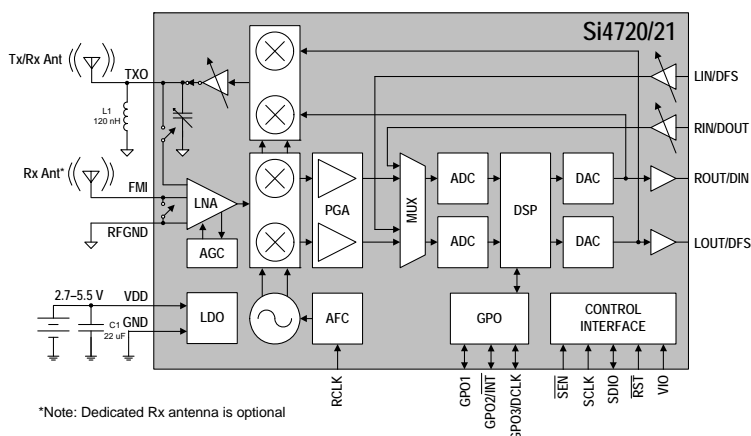 Si4720/21
Tx/Rx Ant
TXO
LIN/DFS
L1
120 nH
RIN/DOUT
Rx Ant*
FMI
LNA
PGA
MUX
ADC
DSP
DAC
ROUT/DIN
RFGND
AGC
ADC
DAC
LOUT/DFS
2.7–5.5 V
VDD
LDO
AFC
GPO
CONTROL
INTERFACE
C1
22 uF
GND
RCLK
GPO1
GPO2/INT
GPO3/DCLK
SEN
SCLK
SDIO
RST
VIO
*Note: Dedicated Rx antenna is optional